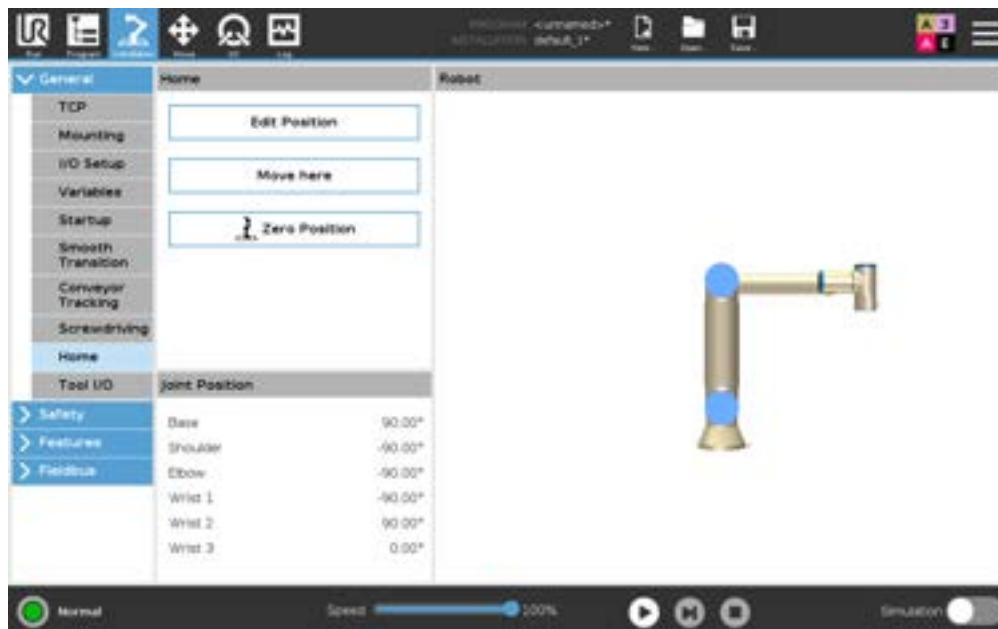 UR
Run
Program
Installation
Move
I/O
Log
PROGRAM <unnamed>*
INSTALLATION default_1*
New...
Open...
Save...
A 3
A E
General
TCP
Mounting
I/O Setup
Variables
Startup
Smooth
Transition
Conveyor
Tracking
Screwdriving
Home
Tool I/O
Safety
Features
Fieldbus
Home
Edit Position
Move here
Zero Position
Joint Position
Base 90.00°
Shoulder -90.00°
Elbow -90.00°
Wrist 1 -90.00°
Wrist 2 90.00°
Wrist 3 0.00°
Robot
Normal
Speed 100%
Simulation